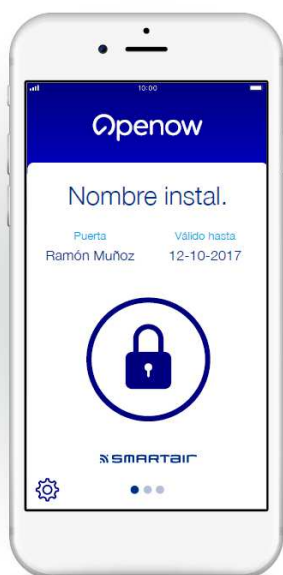 10:00
Openow
Nombre instal.
Puerta Válido hasta
Ramón Muñoz 12-10-2017
SMARTair